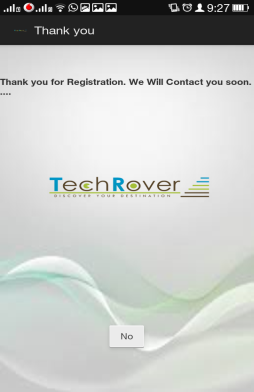 9:27
Thank you
Thank you for Registration. We Will Contact you soon.
....
TechRover
DISCOVER YOUR DESTINATION
No